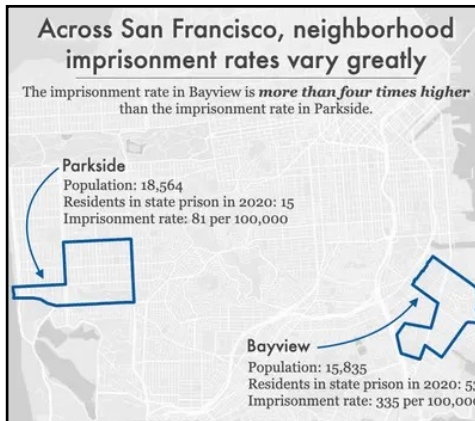 Across San Francisco, neighborhood
imprisonment rates vary greatly
The imprisonment rate in Bayview is more than four times higher
than the imprisonment rate in Parkside.
Parkside
Population: 18,564
Residents in state prison in 2020: 15
Imprisonment rate: 81 per 100,000
Bayview
Population: 15,835
Residents in state prison in 2020:
Imprisonment rate: 335 per 100,000